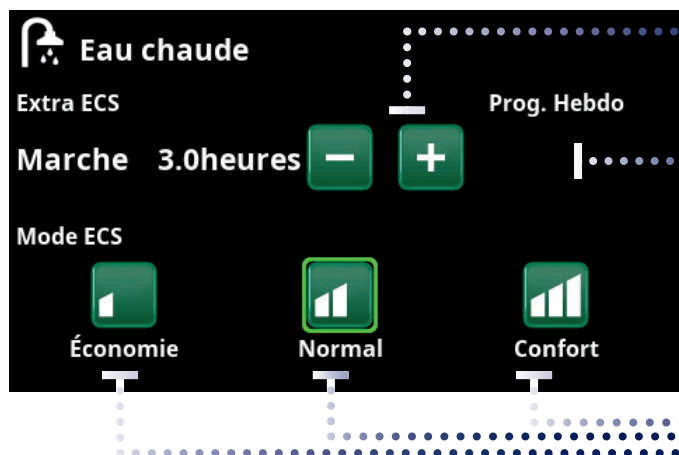 Eau chaude
Extra ECS Prog. Hebdo
Marche 3.0heures − +
Mode ECS
Économie Normal Confort